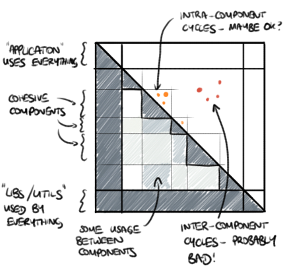 INTRA-COMPONENT
CYCLES - MAYBE OK?
"APPLICATION"
USES EVERYTHING
COHESIVE
COMPONENTS
"LIBS/UTILS"
USED BY
EVERYTHING
SOME USAGE
BETWEEN
COMPONENTS
INTER-COMPONENT
CYCLES - PROBABLY
BAD!